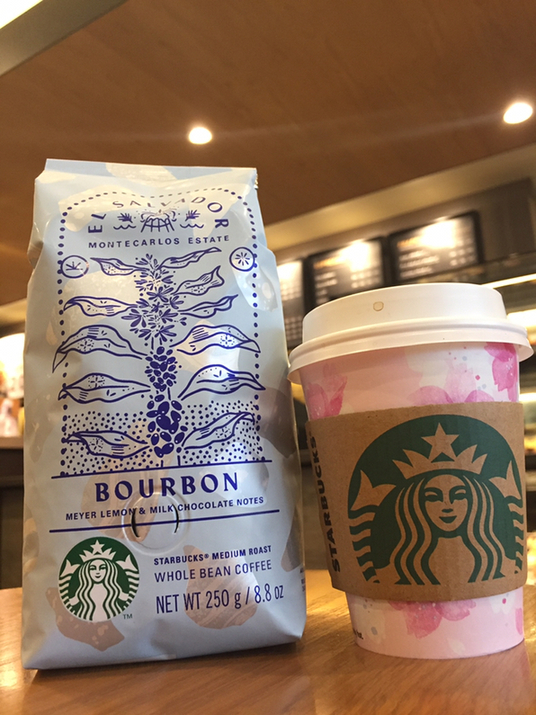 EL SALVADOR
MONTECARLOS ESTATE
BOURBON
MEYER LEMON & MILK CHOCOLATE NOTES
STARBUCKS® MEDIUM ROAST
WHOLE BEAN COFFEE
NET WT 250 g / 8.8 oz
TM
STARBUCKS